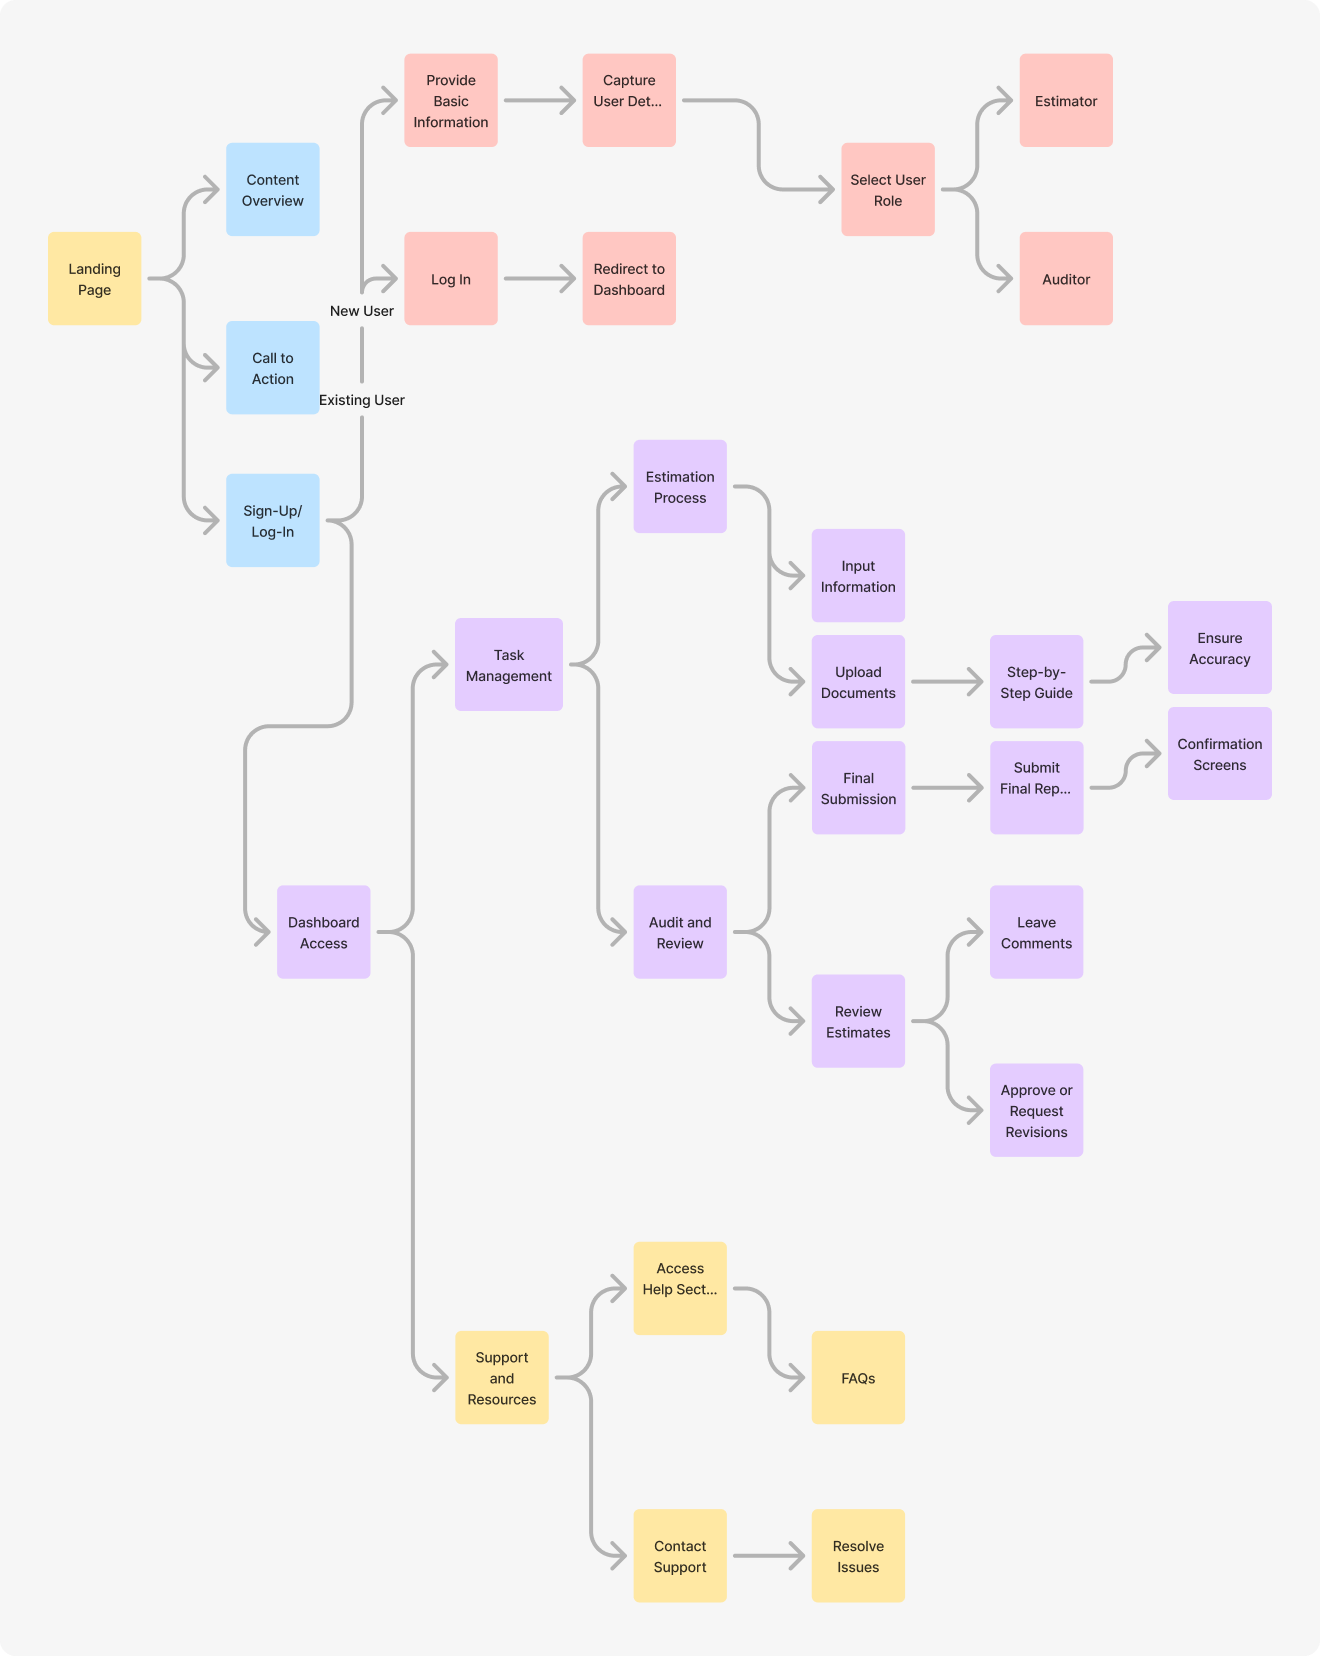 Provide
Basic
Information
Capture
User Det...
Estimator
Content
Overview
Select User
Role
Landing
Page
Log In
Redirect to
Dashboard
Auditor
New User
Call to
Action
Existing User
Sign-Up/
Log-In
Estimation
Process
Input
Information
Task
Management
Upload
Documents
Step-by-
Step Guide
Ensure
Accuracy
Final
Submission
Submit
Final Rep...
Confirmation
Screens
Dashboard
Access
Audit and
Review
Leave
Comments
Review
Estimates
Approve or
Request
Revisions
Access
Help Sect...
Support
and
Resources
FAQs
Contact
Support
Resolve
Issues